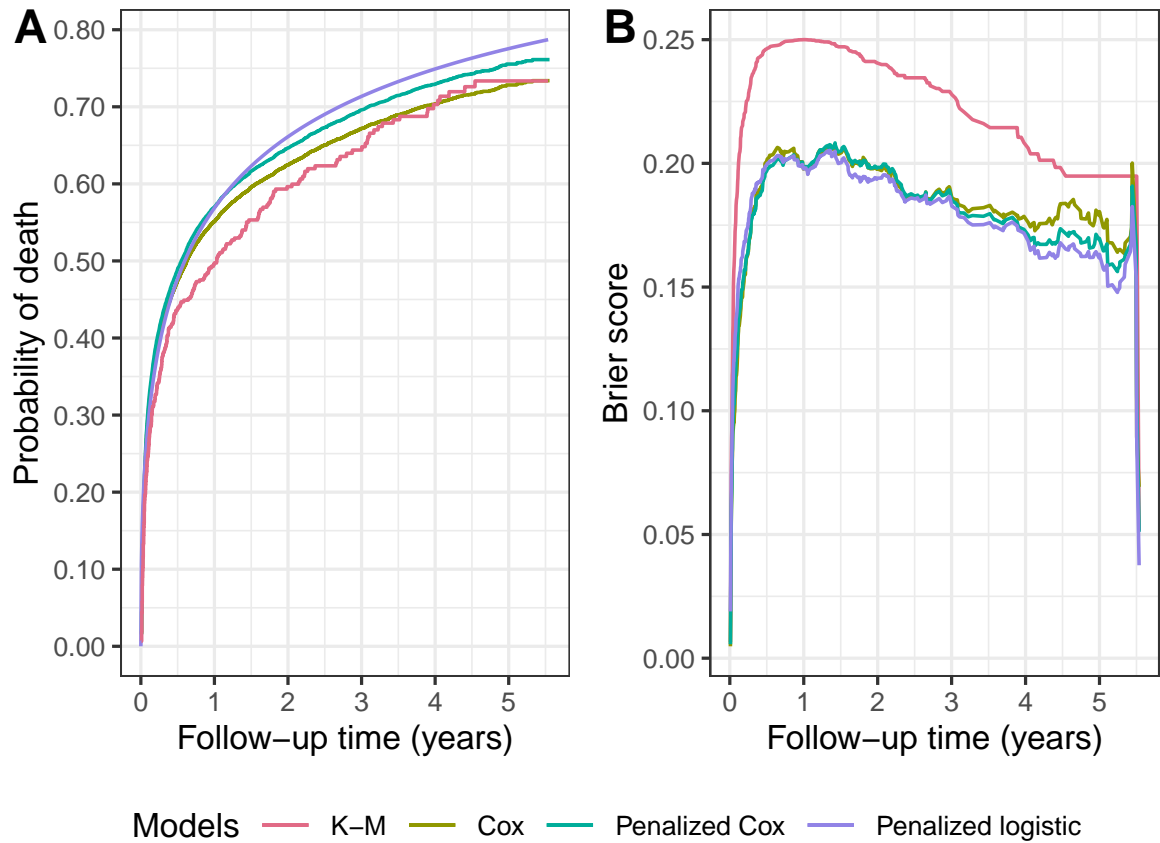 A
Probability of death
0.80
0.70
0.60
0.50
0.40
0.30
0.20
0.10
0.00
0 1 2 3 4 5
Follow−up time (years)
B
Brier score
0.25
0.20
0.15
0.10
0.05
0.00
0 1 2 3 4 5
Follow−up time (years)
Models K−M Cox Penalized Cox Penalized logistic